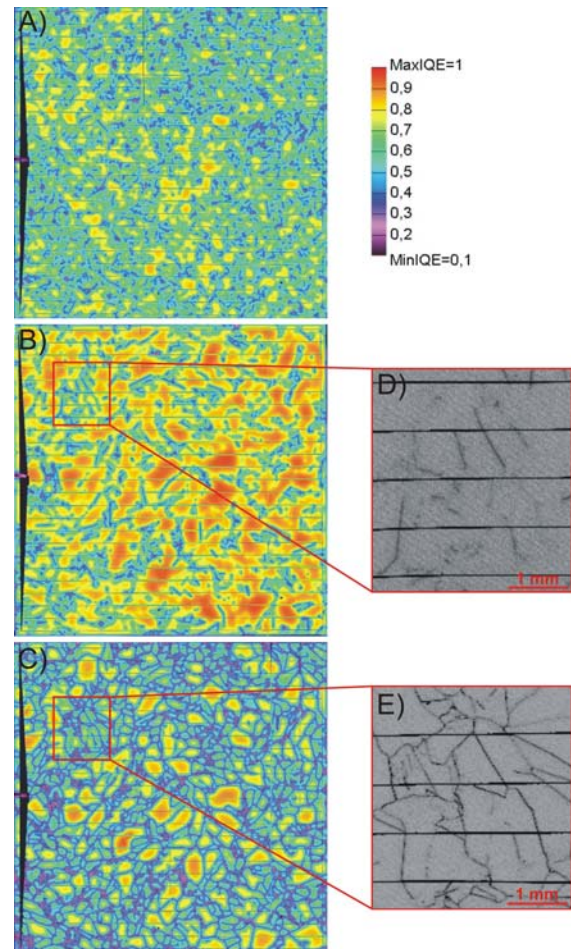 A)
MaxIQE=1
0,9
0,8
0,7
0,6
0,5
0,4
0,3
0,2
MinIQE=0,1
B)
D)
1 mm
C)
E)
1 mm